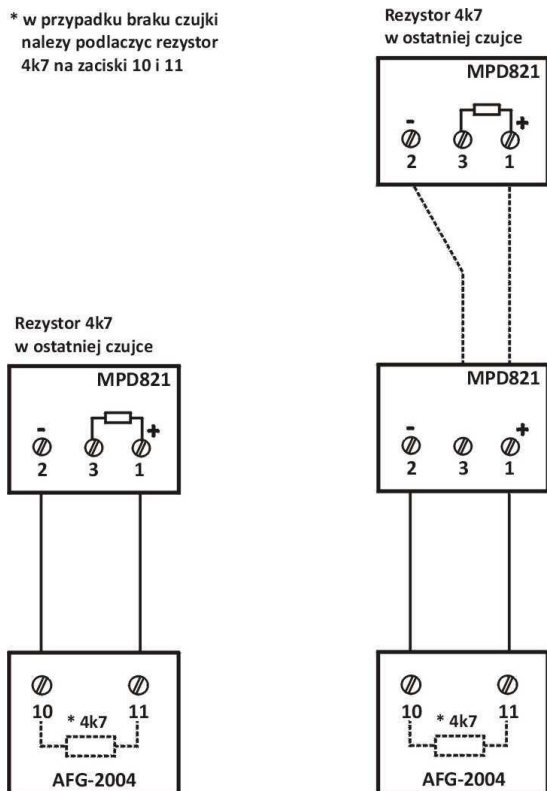 * w przypadku braku czujki
nalezy podlaczyc rezystor
4k7 na zaciski 10 i 11
Rezystor 4k7
w ostatniej czujce
MPD821
- +
2 3 1
Rezystor 4k7
w ostatniej czujce
MPD821
- +
2 3 1
MPD821
- +
2 3 1
10 11
* 4k7
AFG-2004
10 11
* 4k7
AFG-2004